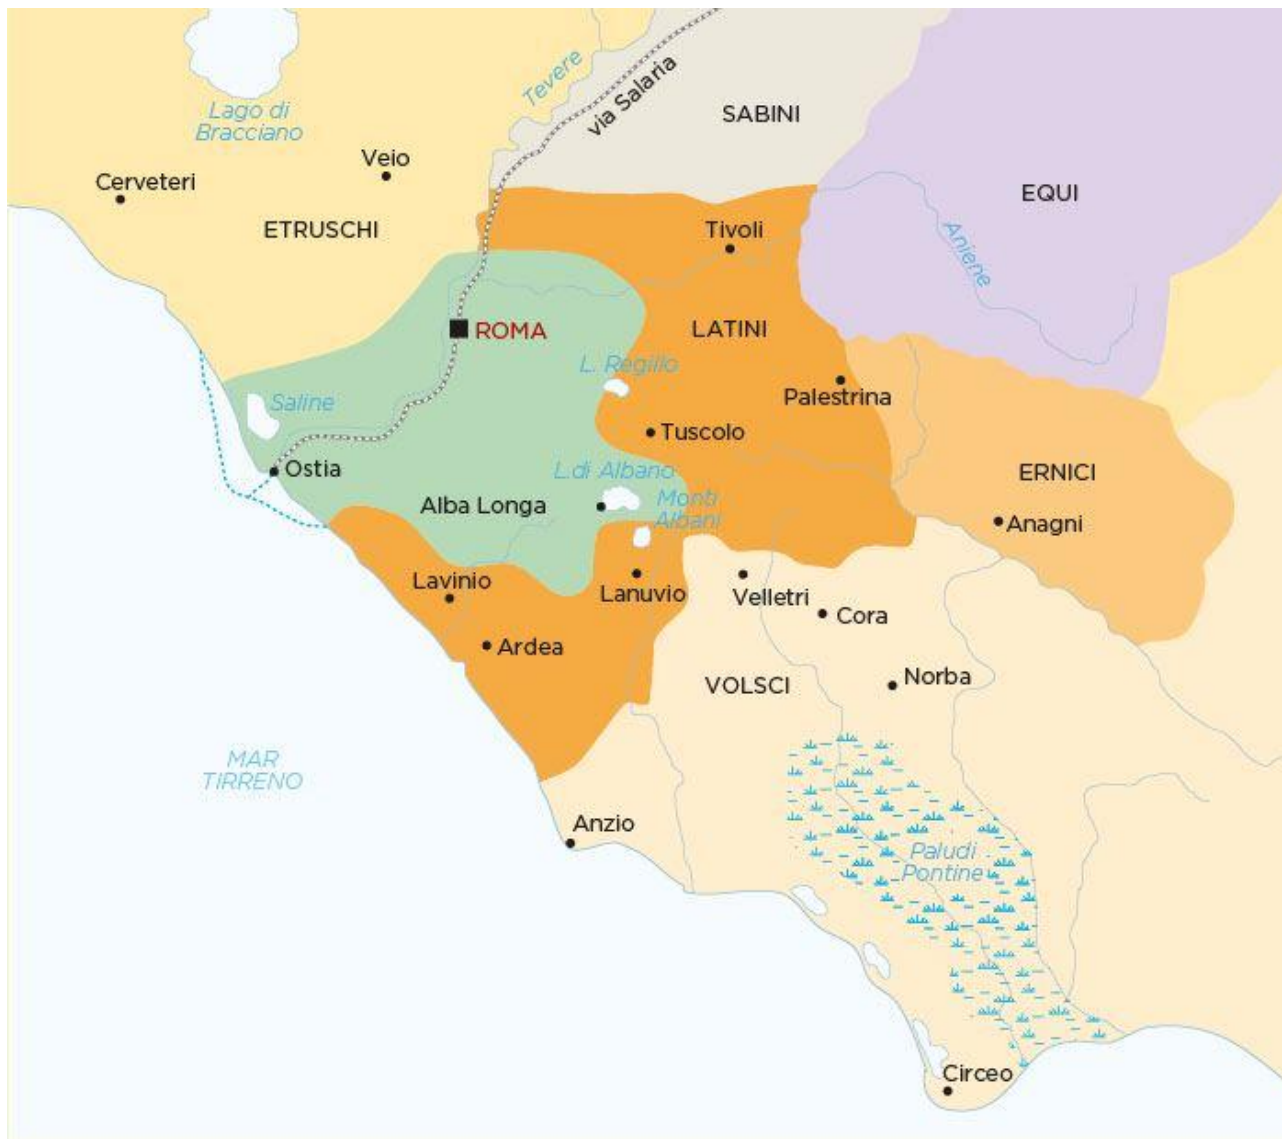 Tevere
via Salaria
Lago di
Bracciano
SABINI
Veio
Cerveteri
EQUI
ETRUSCHI
Tivoli
Aniene
ROMA
LATINI
L. Regillo
Palestrina
Saline
Tuscolo
Ostia
L.di Albano
ERNICI
Alba Longa
Monti
Albani
Anagni
Lavinio
Lanuvio
Velletri
Cora
Ardea
Norba
VOLSCI
MAR
TIRRENO
Anzio
Paludi
Pontine
Circeo